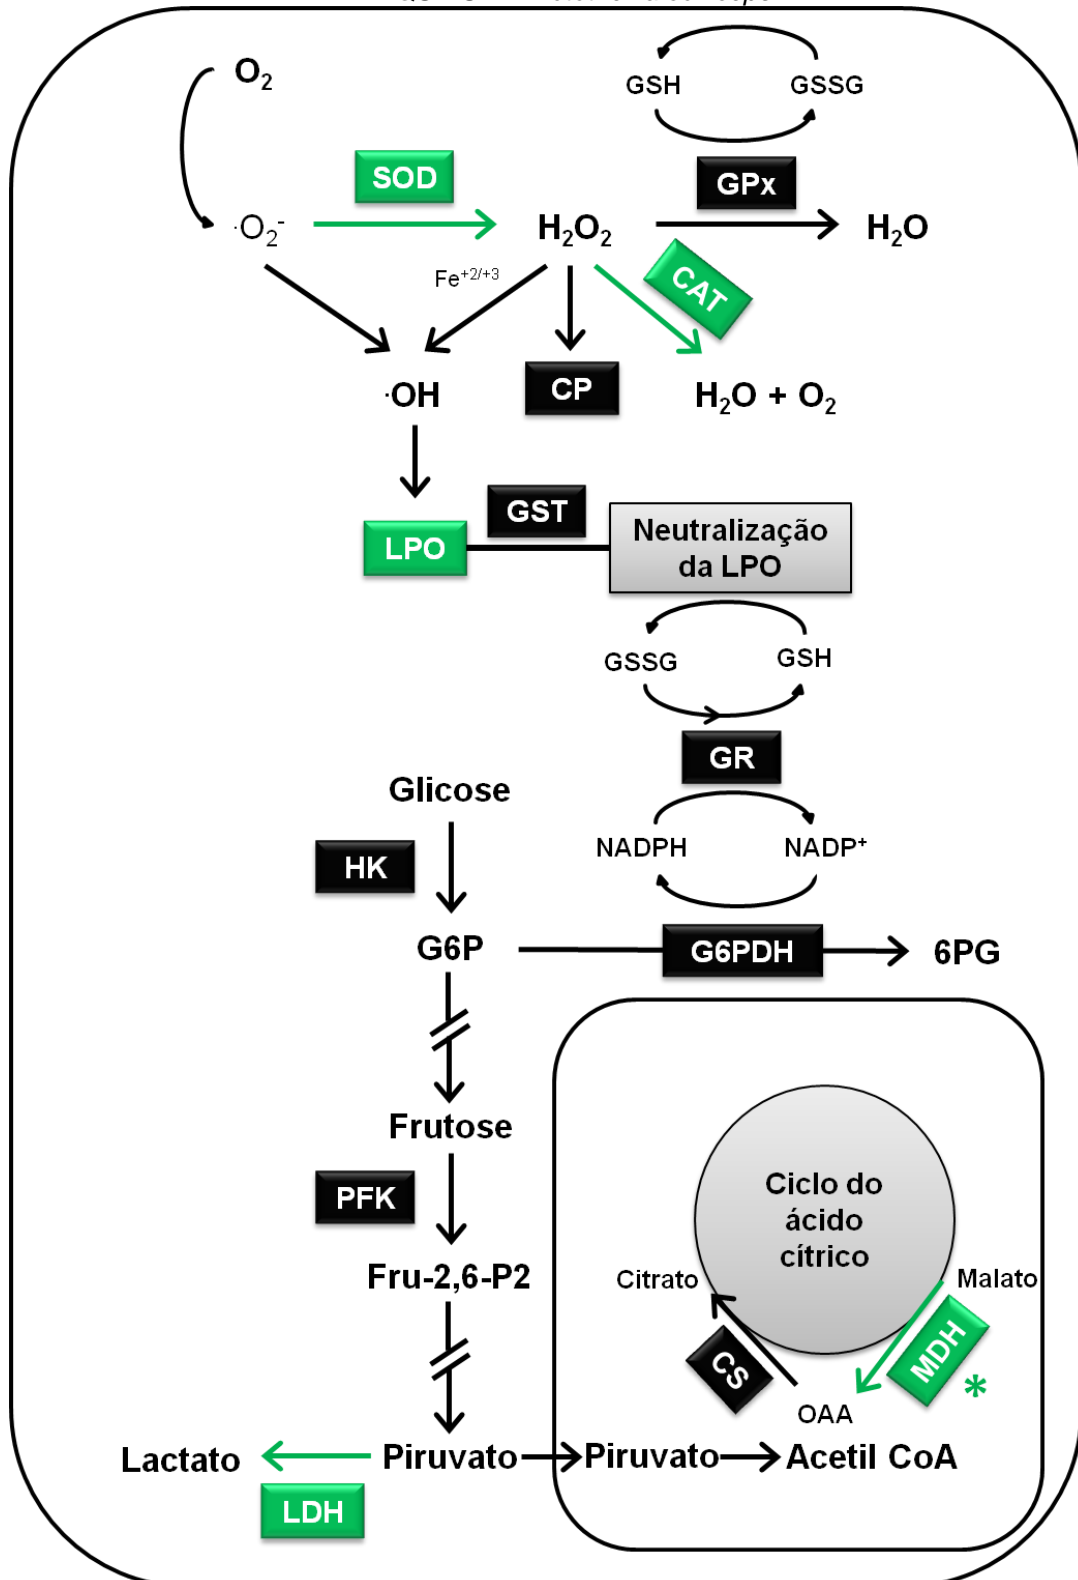 O2
GSH
GSSG
SOD
GPx
·O2-
H2O2
H2O
Fe+2/+3
CAT
·OH
CP
H2O + O2
GST
LPO
Neutralização
da LPO
GSSG
GSH
GR
Glicose
NADPH
NADP+
HK
G6P
G6PDH
6PG
Frutose
PFK
Ciclo do
ácido
cítrico
Fru-2,6-P2
Citrato
Malato
CS
MDH
*
OAA
Lactato
Piruvato
Piruvato
Acetil CoA
LDH